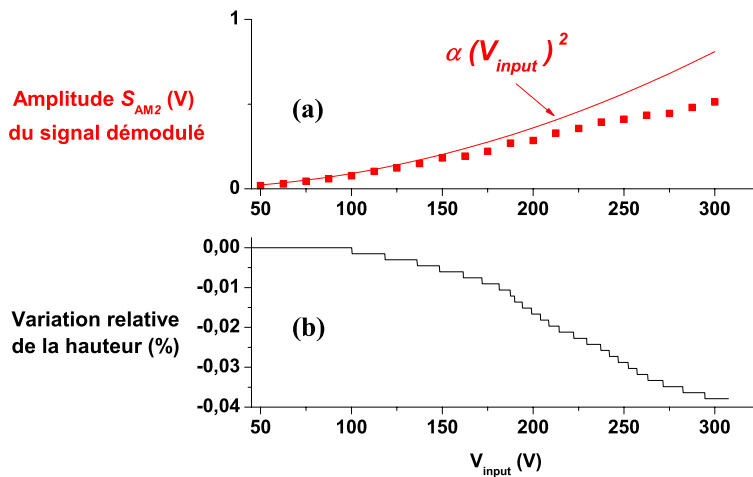 1
α (V_input)²
Amplitude S_AM2 (V)
du signal démodulé
(a)
0
50 100 150 200 250 300
0,00
-0,01
Variation relative
de la hauteur (%)
(b)
-0,02
-0,03
-0,04
50 100 150 200 250 300
V_input (V)